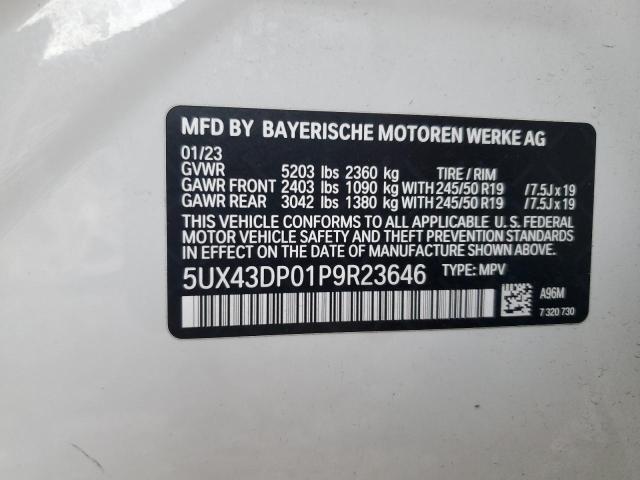 MFD BY BAYERISCHE MOTOREN WERKE AG
01/23
GVWR 5203 lbs 2360 kg TIRE / RIM
GAWR FRONT 2403 lbs 1090 kg WITH 245/50 R19 /7.5J x 19
GAWR REAR 3042 lbs 1380 kg WITH 245/50 R19 /7.5J x 19
THIS VEHICLE CONFORMS TO ALL APPLICABLE U. S. FEDERAL
MOTOR VEHICLE SAFETY AND THEFT PREVENTION STANDARDS
IN EFFECT ON THE DATE OF MANUFACTURE SHOWN ABOVE.
5UX43DP01P9R23646 TYPE: MPV
A96M
7 320 730